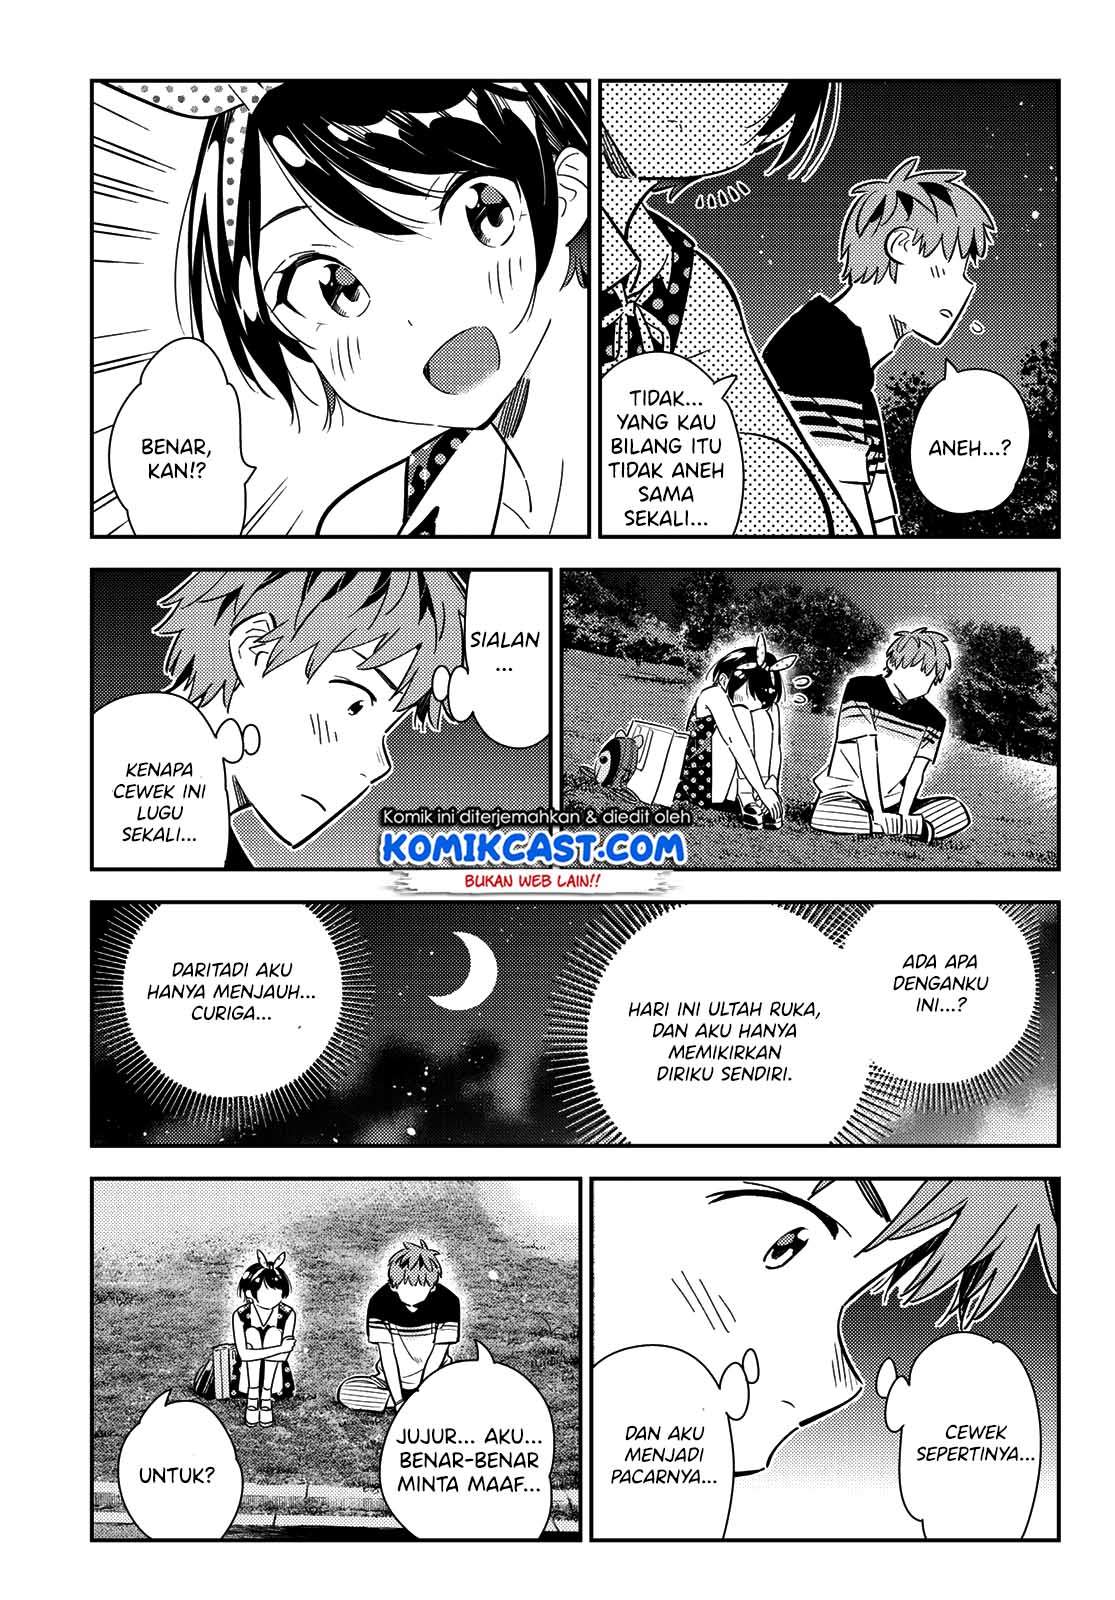 ANEH...?
TIDAK...
YANG KAU
BILANG ITU
TIDAK ANEH
SAMA
SEKALI...
BENAR,
KAN!?
SIALAN
...
KENAPA
CEWEK INI
LUGU
SEKALI...
Komik ini diterjemahkan & diedit oleh
KOMIKCAST.COM
BUKAN WEB LAIN!!
ADA APA
DENGANKU
INI...?
HARI INI ULTAH RUKA,
DAN AKU HANYA
MEMIKIRKAN
DIRIKU SENDIRI.
DARITADI AKU
HANYA MENJAUH...
CURIGA...
CEWEK
SEPERTINYA...
DAN AKU
MENJADI
PACARNYA...
JUJUR... AKU...
BENAR-BENAR
MINTA MAAF...
UNTUK?